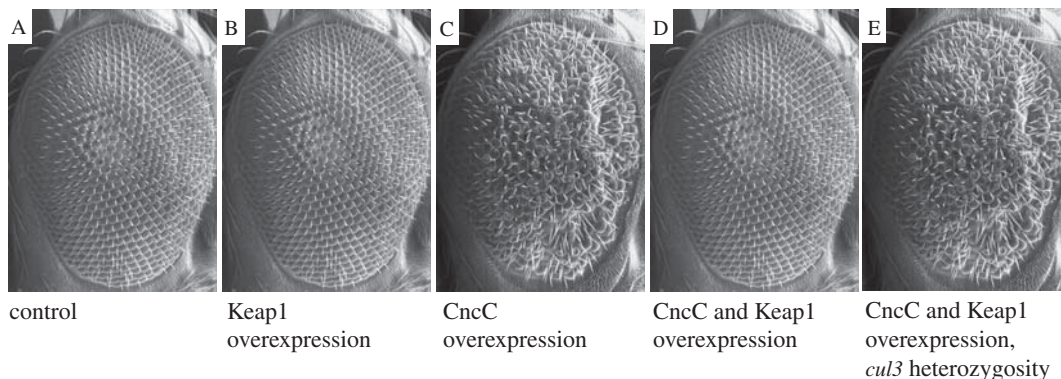 A
B
C
D
E
control
Keap1
overexpression
CncC
overexpression
CncC and Keap1
overexpression
CncC and Keap1
overexpression,
cul3 heterozygosity